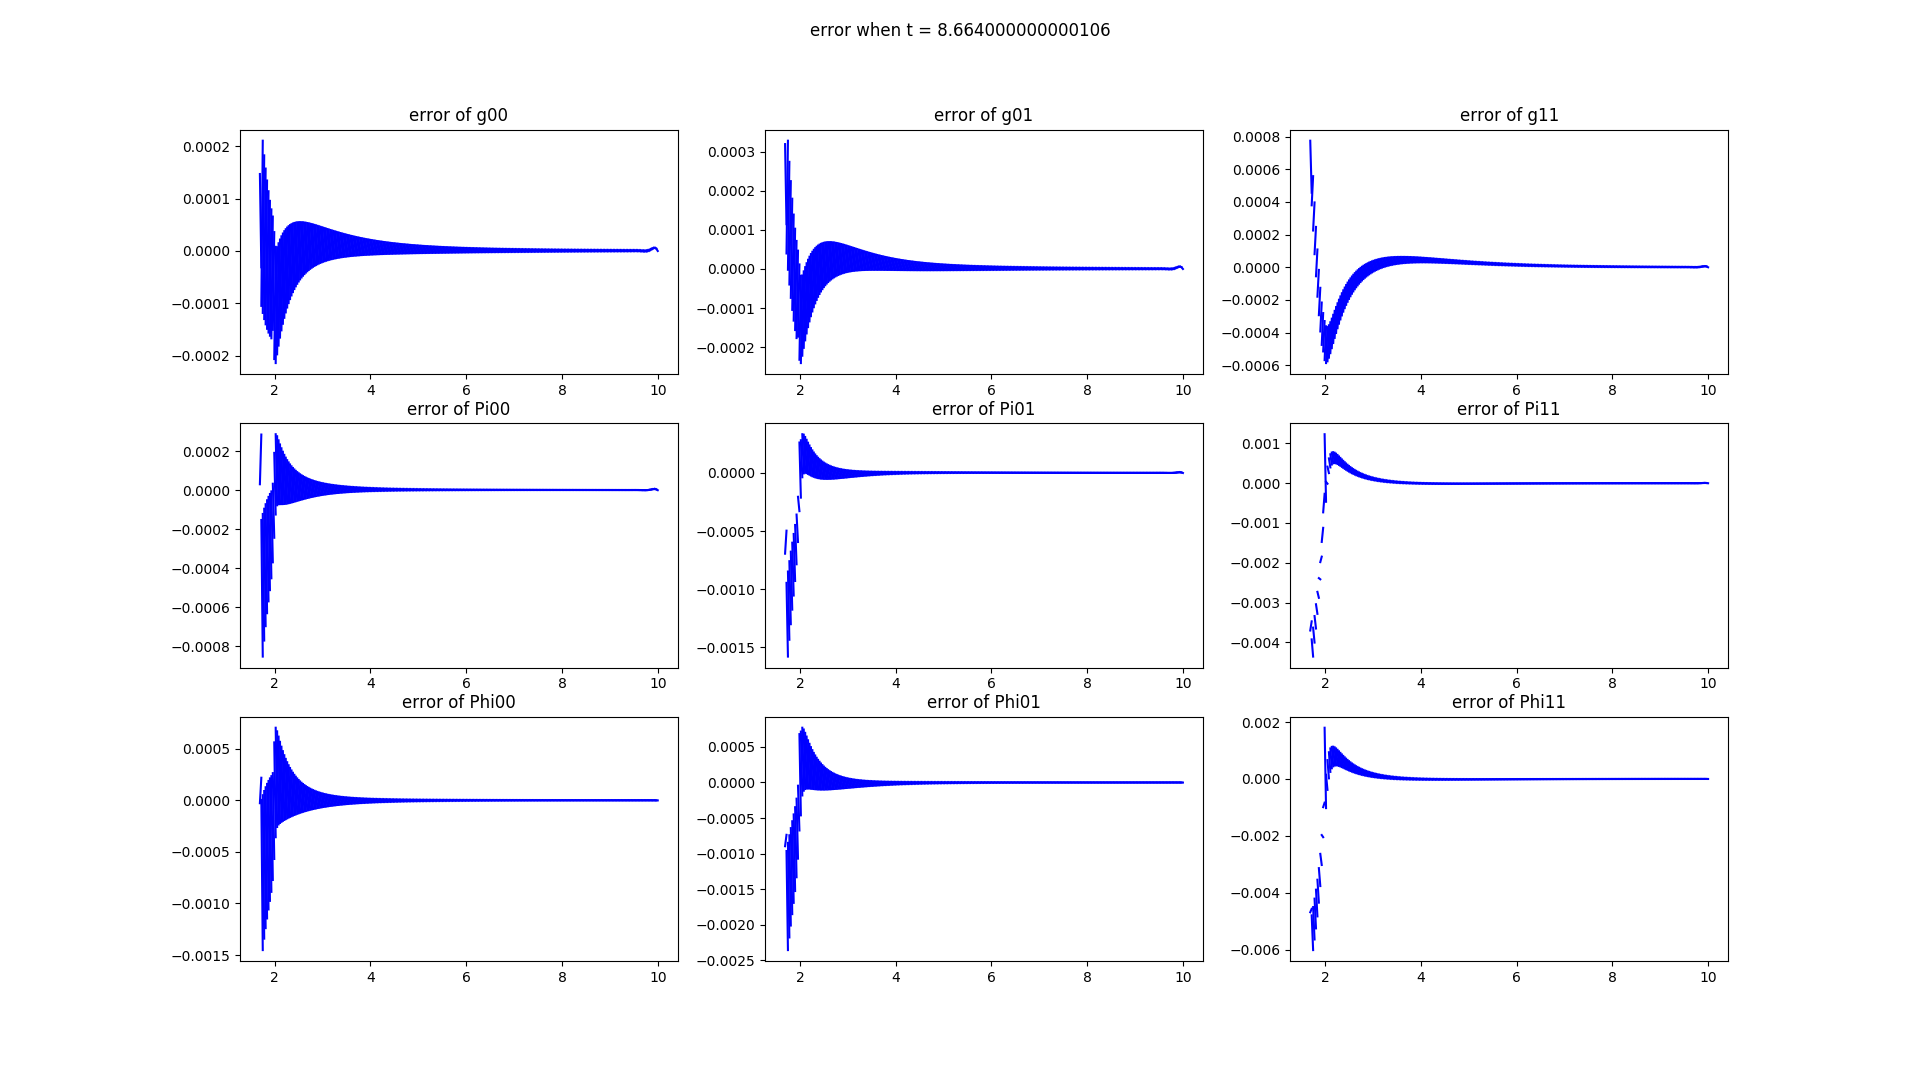 error when t = 8.664000000000106
error of g00
error of g01
error of g11
0.0002
0.0001
0.0000
−0.0001
−0.0002
2 4 6 8 10
0.0003
0.0002
0.0001
0.0000
−0.0001
−0.0002
2 4 6 8 10
0.0008
0.0006
0.0004
0.0002
0.0000
−0.0002
−0.0004
−0.0006
2 4 6 8 10
error of Pi00
error of Pi01
error of Pi11
0.0002
0.0000
−0.0002
−0.0004
−0.0006
−0.0008
2 4 6 8 10
0.0000
−0.0005
−0.0010
−0.0015
2 4 6 8 10
0.001
0.000
−0.001
−0.002
−0.003
−0.004
2 4 6 8 10
error of Phi00
error of Phi01
error of Phi11
0.0005
0.0000
−0.0005
−0.0010
−0.0015
2 4 6 8 10
0.0005
0.0000
−0.0005
−0.0010
−0.0015
−0.0020
−0.0025
2 4 6 8 10
0.002
0.000
−0.002
−0.004
−0.006
2 4 6 8 10